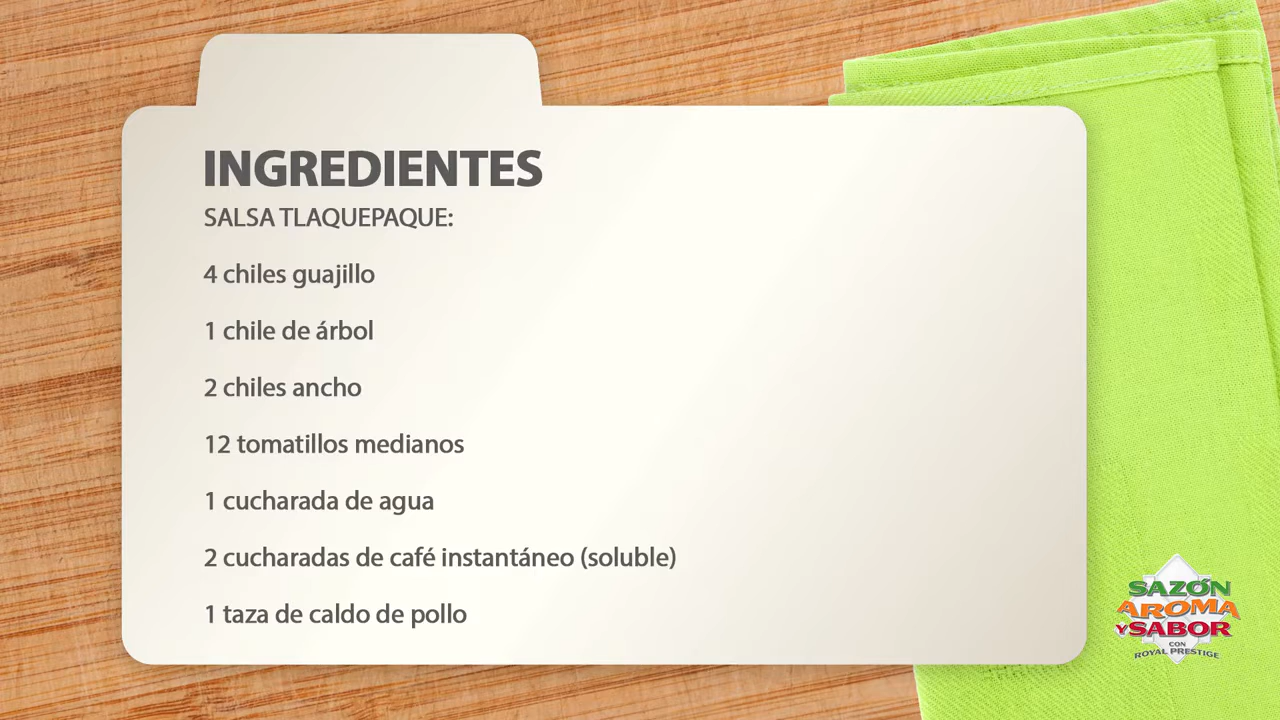 INGREDIENTES
SALSA TLAQUEPAQUE:
4 chiles guajillo
1 chile de árbol
2 chiles ancho
12 tomatillos medianos
1 cucharada de agua
2 cucharadas de café instantáneo (soluble)
1 taza de caldo de pollo
SAZÓN
AROMA
Y SABOR
CON
ROYAL PRESTIGE